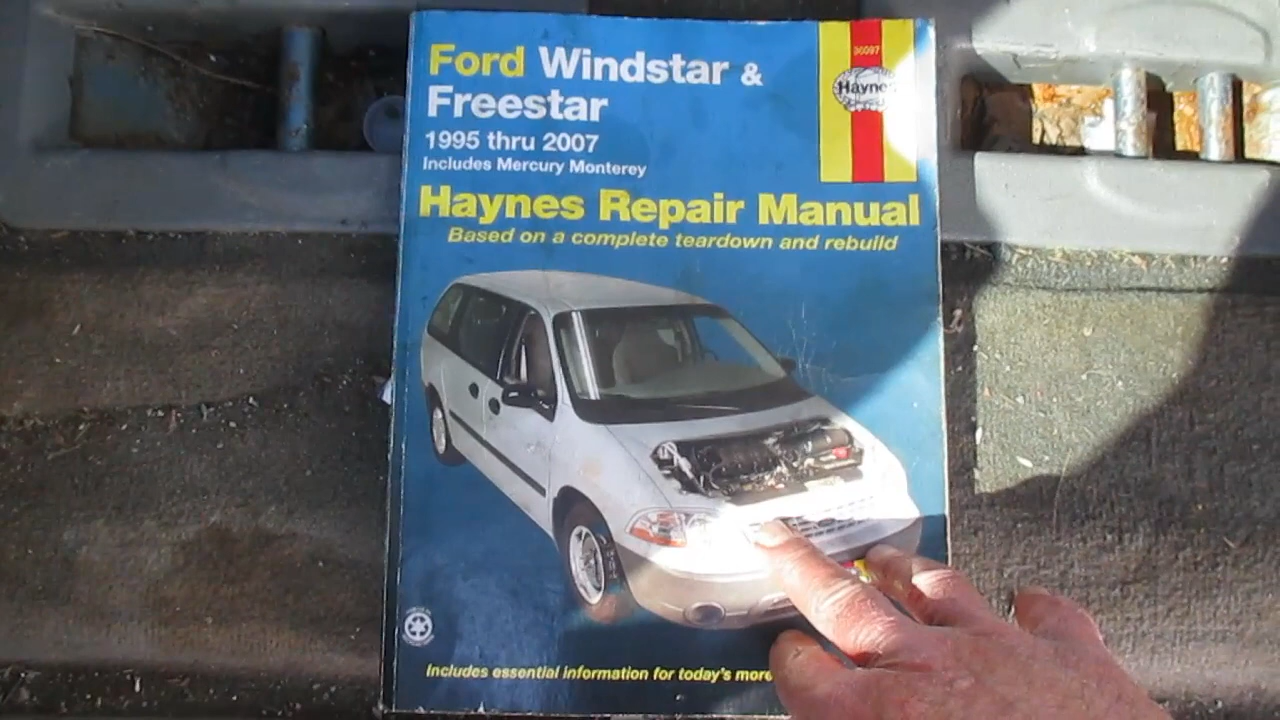 Ford Windstar &
Freestar
1995 thru 2007
Includes Mercury Monterey
36097
Haynes
Haynes Repair Manual
Based on a complete teardown and rebuild
Includes essential information for today's more